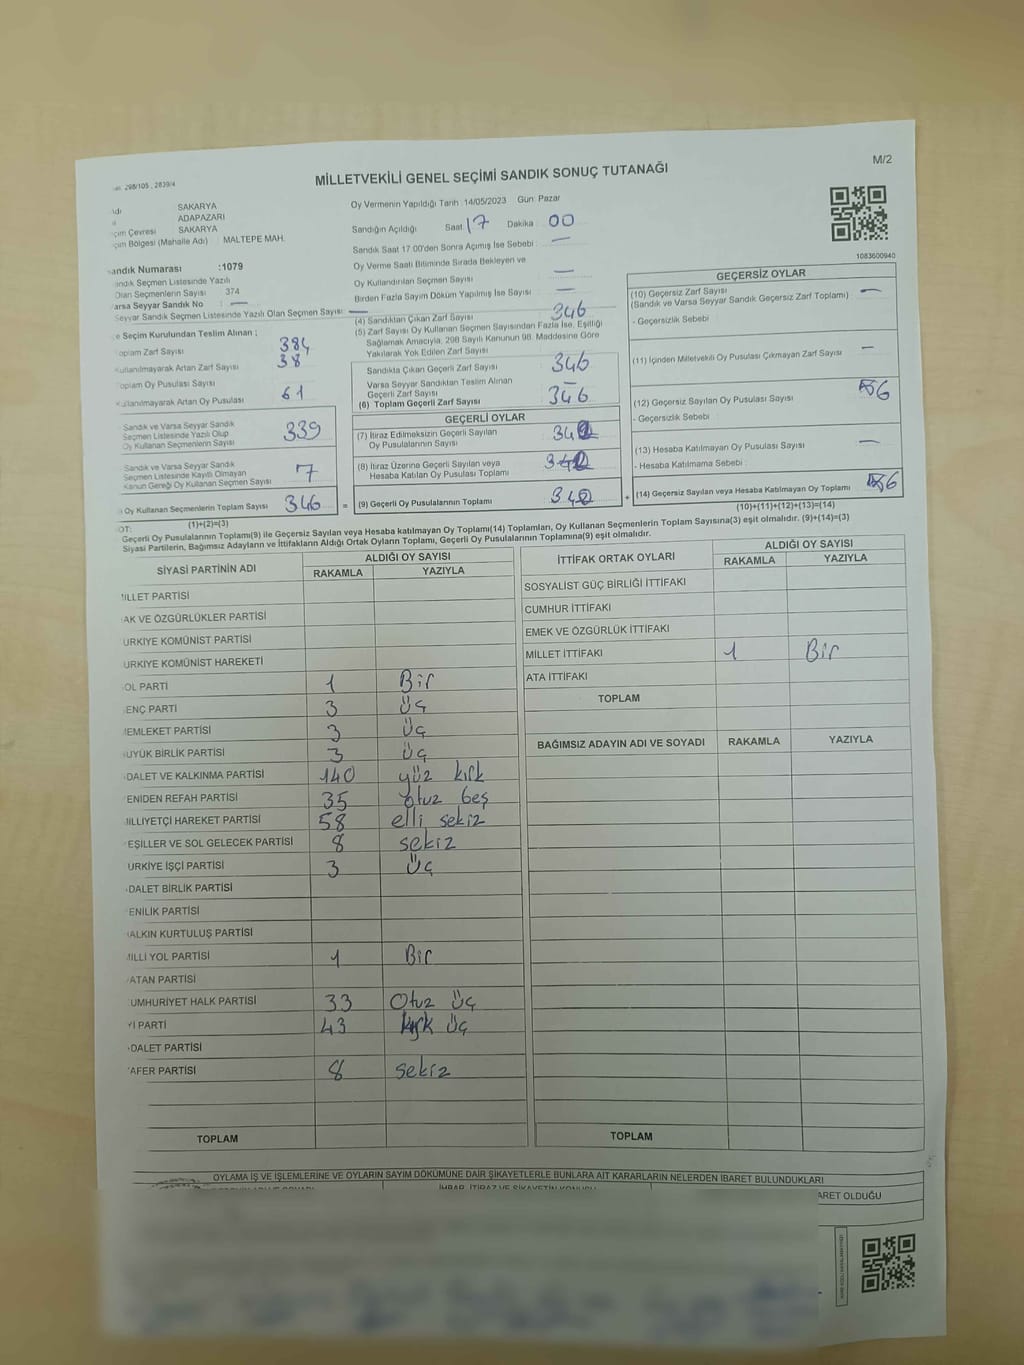 298/105 , 2839/4
M/2
MİLLETVEKİLİ GENEL SEÇİMİ SANDIK SONUÇ TUTANAĞI
SAKARYA
ADAPAZARI
SAKARYA
Bölgesi (Mahalle Adı) MALTEPE MAH.
Oy Vermenin Yapıldığı Tarih :14/05/2023 Gün: Pazar
Sandığın Açıldığı Saat 17 Dakika 00
Sandık Saat 17.00'den Sonra Açımış İse Sebebi : —
Oy Verme Saati Bitiminde Sırada Bekleyen ve
Oy Kullandırılan Seçmen Sayısı —
Birden Fazla Sayım Döküm Yapılmış İse Sayısı —
1083600940
andık Numarası :1079
andık Seçmen Listesinde Yazılı
Olan Seçmenlerin Sayısı 374
arsa Seyyar Sandık No : —
Seyyar Sandık Seçmen Listesinde Yazılı Olan Seçmen Sayısı: —
e Seçim Kurulundan Teslim Alınan ;
oplam Zarf Sayısı 384
ullanılmayarak Artan Zarf Sayısı 38
oplam Oy Pusulası Sayısı
ullanılmayarak Artan Oy Pusulası 61
Sandık ve Varsa Seyyar Sandık
Seçmen Listesinde Yazılı Olup
Oy Kullanan Seçmenlerin Sayısı 339
Sandık ve Varsa Seyyar Sandık
Seçmen Listesinde Kayıtlı Olmayan
Kanun Gereği Oy Kullanan Seçmen Sayısı 7
Oy Kullanan Seçmenlerin Toplam Sayısı 346 =
(1)+(2)=(3)
(4) Sandıktan Çıkan Zarf Sayısı 346
(5) Zarf Sayısı Oy Kullanan Seçmen Sayısından Fazla İse, Eşitliği
Sağlamak Amacıyla, 298 Sayılı Kanunun 98. Maddesine Göre
Yakılarak Yok Edilen Zarf Sayısı
Sandıkta Çıkan Geçerli Zarf Sayısı 346
Varsa Seyyar Sandıktan Teslim Alınan
Geçerli Zarf Sayısı —
(6) Toplam Geçerli Zarf Sayısı 346
GEÇERLİ OYLAR
(7) İtiraz Edilmeksizin Geçerli Sayılan
Oy Pusulasının Sayısı
(8) İtiraz Üzerine Geçerli Sayılan veya
Hesaba Katılan Oy Pusulası Toplamı
(9) Geçerli Oy Pusulalarının Toplamı +
GEÇERSİZ OYLAR
(10) Geçersiz Zarf Sayısı —
(Sandık ve Varsa Seyyar Sandık Geçersiz Zarf Toplamı)
- Geçersizlik Sebebi
(11) İçinden Milletvekili Oy Pusulası Çıkmayan Zarf Sayısı —
(12) Geçersiz Sayılan Oy Pusulası Sayısı 6
- Geçersizlik Sebebi
(13) Hesaba Katılmayan Oy Pusulası Sayısı —
- Hesaba Katılmama Sebebi
(14) Geçersiz Sayılan veya Hesaba Katılmayan Oy Toplamı 6
(10)+(11)+(12)+(13)=(14)
OT:
Geçerli Oy Pusulalarının Toplamı(9) ile Geçersiz Sayılan veya Hesaba katılmayan Oy Toplamı(14) Toplamları, Oy Kullanan Seçmenlerin Toplam Sayısına(3) eşit olmalıdır. (9)+(14)=(3)
Siyasi Partilerin, Bağımsız Adayların ve İttifakların Aldığı Ortak Oyların Toplamı, Geçerli Oy Pusulalarının Toplamına(9) eşit olmalıdır.
SİYASİ PARTİNİN ADI ALDIĞI OY SAYISI
RAKAMLA YAZIYLA
İLLET PARTİSİ
AK VE ÖZGÜRLÜKLER PARTİSİ
URKİYE KOMÜNİST PARTİSİ
URKİYE KOMÜNİST HAREKETİ
OL PARTİ 1 Bir
ENÇ PARTİ 3 üç
EMLEKET PARTİSİ 3 üç
UYÜK BİRLİK PARTİSİ 3 üç
DALET VE KALKINMA PARTİSİ 140 yüz kırk
ENİDEN REFAH PARTİSİ 35 otuz beş
İLLİYETÇİ HAREKET PARTİSİ 58 elli sekiz
EŞİLLER VE SOL GELECEK PARTİSİ 8 sekiz
URKİYE İŞÇİ PARTİSİ 3 üç
DALET BİRLİK PARTİSİ
ENİLİK PARTİSİ
ALKIN KURTULUŞ PARTİSİ
İLLİ YOL PARTİSİ 1 Bir
ATAN PARTİSİ
UMHURİYET HALK PARTİSİ 33 Otuz üç
Yİ PARTİ 43 kırk üç
DALET PARTİSİ
AFER PARTİSİ 8 sekiz
TOPLAM
İTTİFAK ORTAK OYLARI ALDIĞI OY SAYISI
RAKAMLA YAZIYLA
SOSYALİST GÜÇ BİRLİĞİ İTTİFAKI
CUMHUR İTTİFAKI
EMEK VE ÖZGÜRLÜK İTTİFAKI
MİLLET İTTİFAKI 1 Bir
ATA İTTİFAKI
TOPLAM
BAĞIMSIZ ADAYIN ADI VE SOYADI RAKAMLA YAZIYLA
TOPLAM
OYLAMA İŞ VE İŞLEMLERİNE VE OYLARIN SAYIM DÖKÜMÜNE DAİR ŞİKAYETLERLE BUNLARA AİT KARARLARIN NELERDEN İBARET BULUNDUKLARI
İHBAR, İTİRAZ VE ŞİKAYETİN KONUSU
BARET OLDUĞU